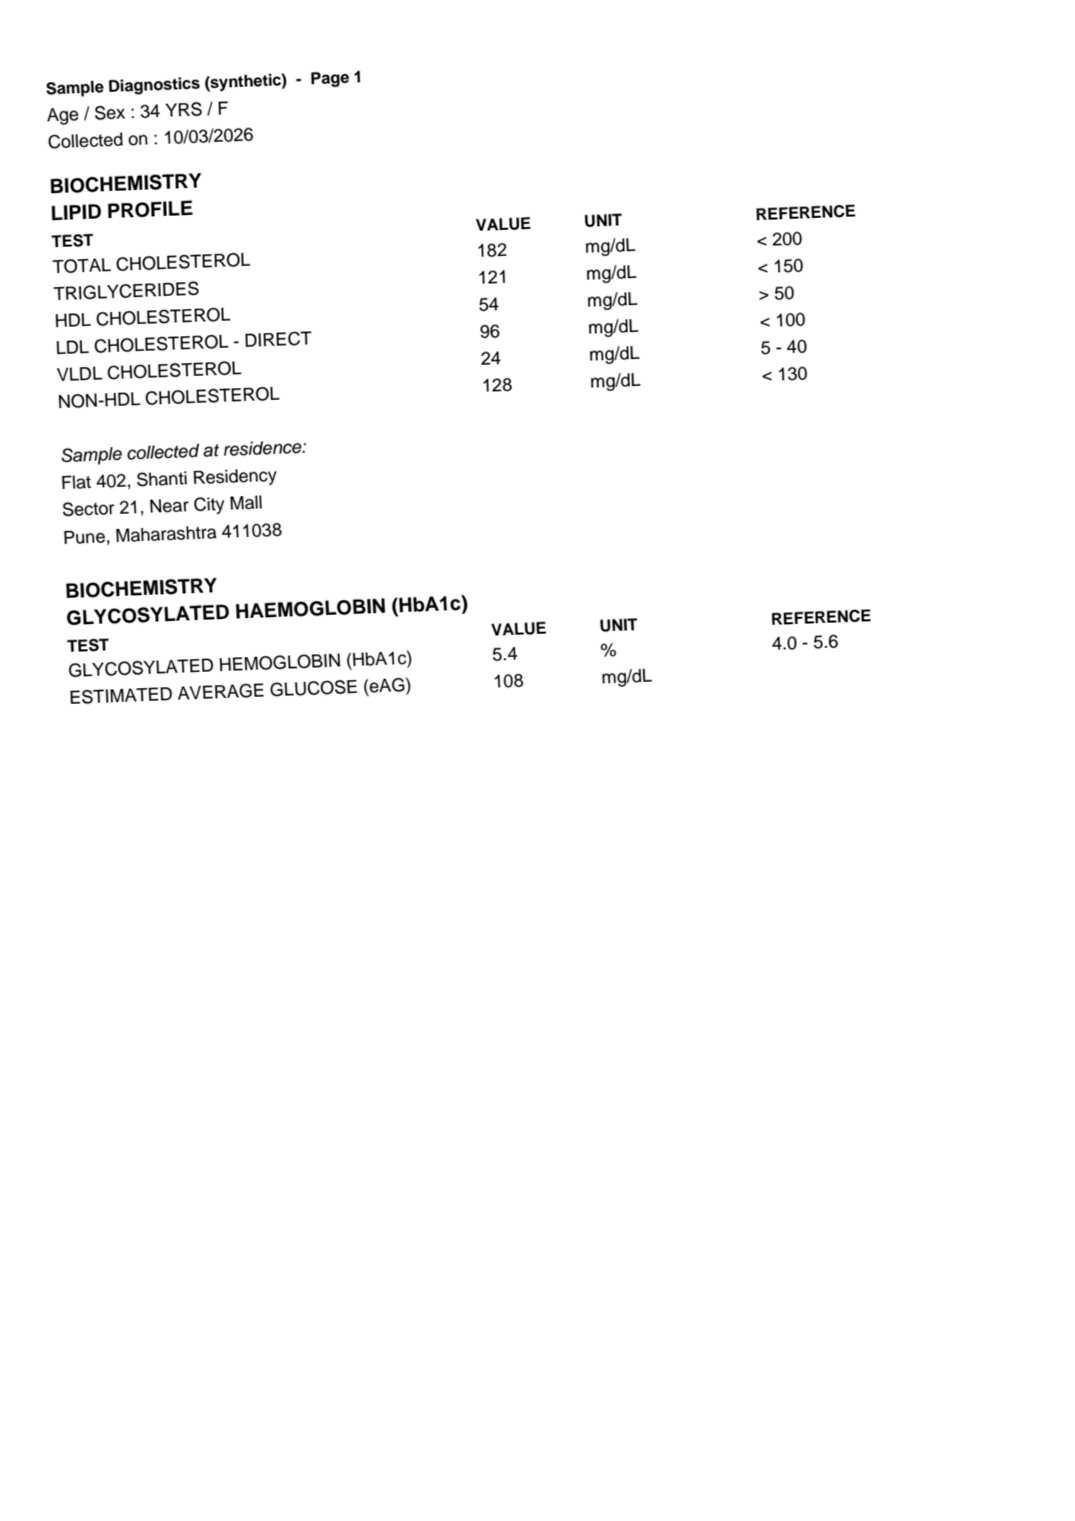 Sample Diagnostics (synthetic) - Page 1
Age / Sex : 34 YRS / F
Collected on : 10/03/2026
BIOCHEMISTRY
LIPID PROFILE
TEST VALUE UNIT REFERENCE
TOTAL CHOLESTEROL 182 mg/dL < 200
TRIGLYCERIDES 121 mg/dL < 150
HDL CHOLESTEROL 54 mg/dL > 50
LDL CHOLESTEROL - DIRECT 96 mg/dL < 100
VLDL CHOLESTEROL 24 mg/dL 5 - 40
NON-HDL CHOLESTEROL 128 mg/dL < 130
Sample collected at residence:
Flat 402, Shanti Residency
Sector 21, Near City Mall
Pune, Maharashtra 411038
BIOCHEMISTRY
GLYCOSYLATED HAEMOGLOBIN (HbA1c)
TEST VALUE UNIT REFERENCE
GLYCOSYLATED HEMOGLOBIN (HbA1c) 5.4 % 4.0 - 5.6
ESTIMATED AVERAGE GLUCOSE (eAG) 108 mg/dL